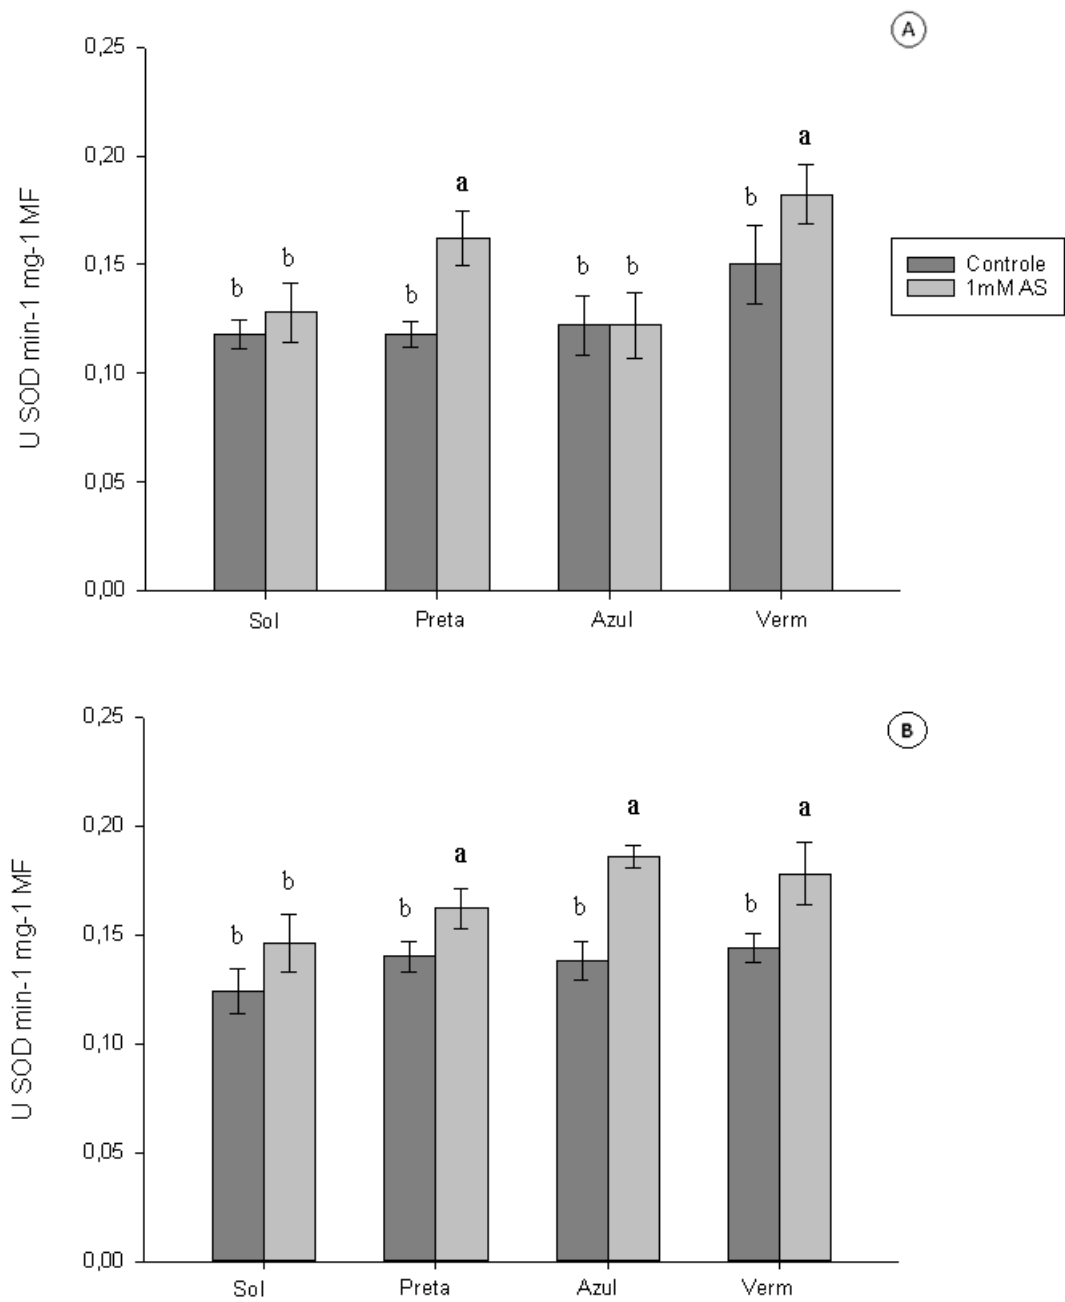 A
U SOD min-1 mg-1 MF
0,25
0,20
0,15
0,10
0,05
0,00
b
b
b
a
b
b
b
a
Sol
Preta
Azul
Verm
Controle
1mM AS
B
U SOD min-1 mg-1 MF
0,25
0,20
0,15
0,10
0,05
0,00
b
b
b
a
b
a
b
a
Sol
Preta
Azul
Verm